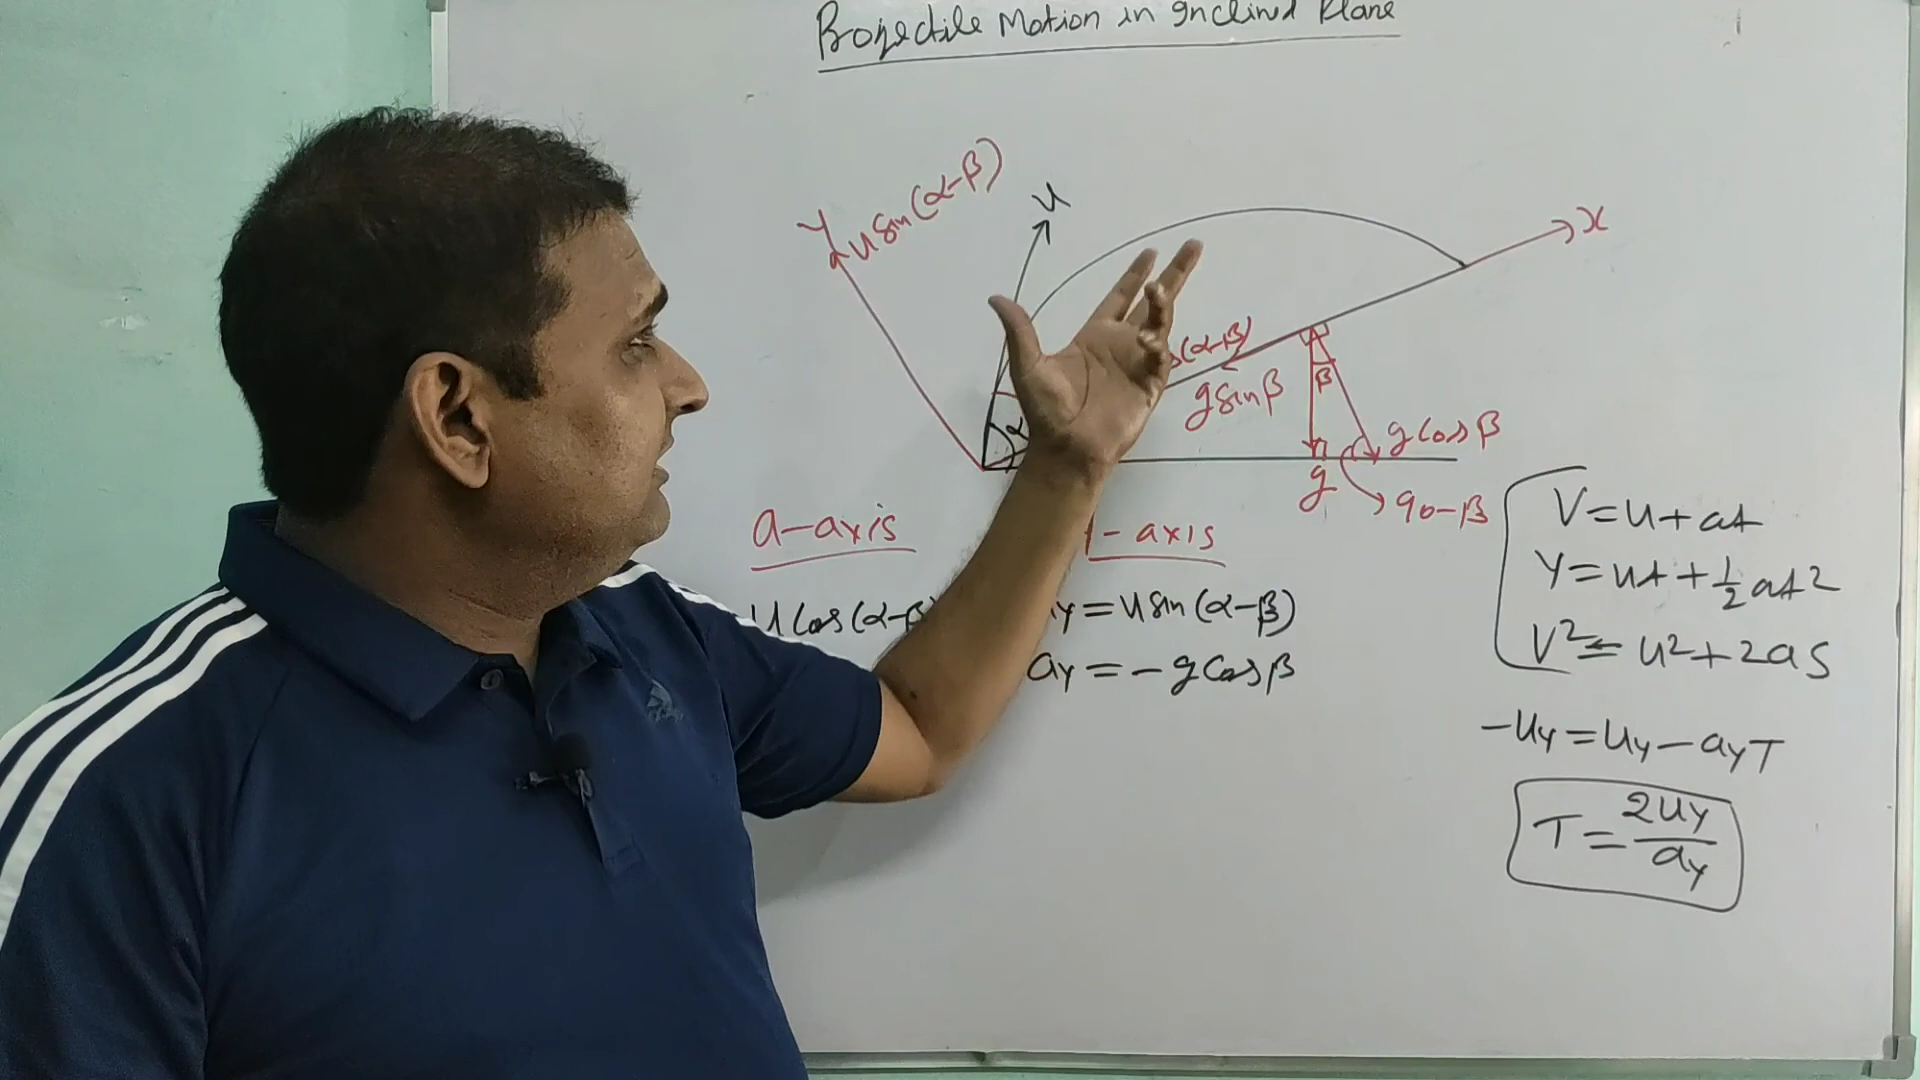 Projectile Motion in Inclined Plane
Y
u sin(α-β)
u
x
s(α-β)
g sinβ
β
α
g cosβ
g
90-β
a-axis
- axis
u cos(α-β)
y = u sin(α-β)
ay = - g cosβ
V = u + at
Y = ut + 1/2 at2
V2 = u2 + 2as
-uy = uy - ayT
T = 2uy/ay